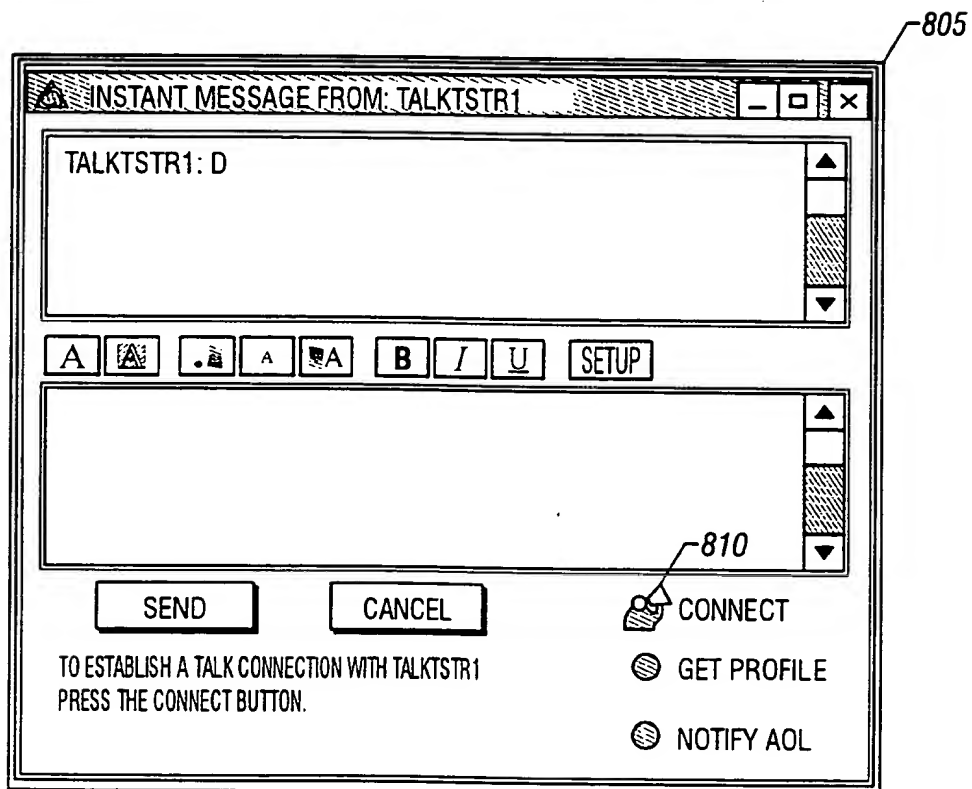 805
INSTANT MESSAGE FROM: TALKTSTR1
TALKTSTR1: D
A A A A A B I U SETUP
810
SEND CANCEL CONNECT
TO ESTABLISH A TALK CONNECTION WITH TALKTSTR1
PRESS THE CONNECT BUTTON.
GET PROFILE
NOTIFY AOL